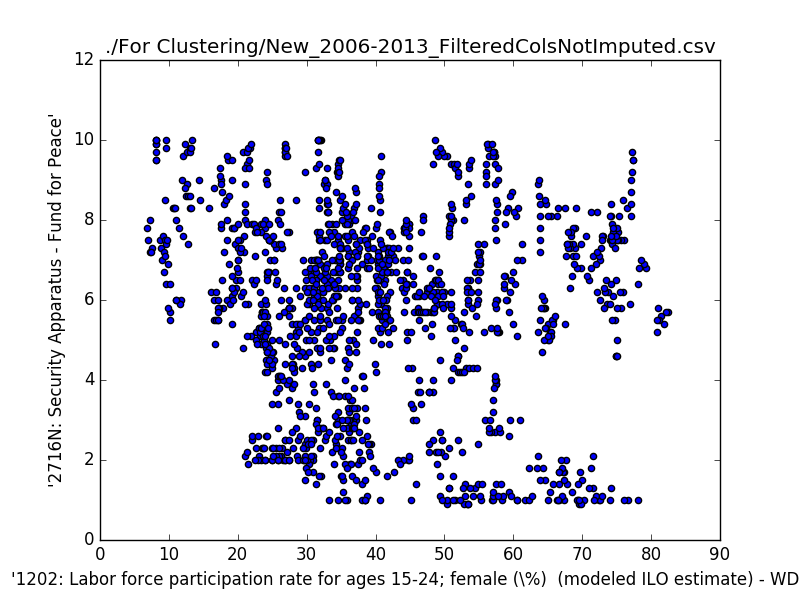 ./For Clustering/New_2006-2013_FilteredColsNotImputed.csv
12
10
8
6
4
2
0
'2716N: Security Apparatus - Fund for Peace'
0 10 20 30 40 50 60 70 80 90
'1202: Labor force participation rate for ages 15-24; female (\%)  (modeled ILO estimate) - WD